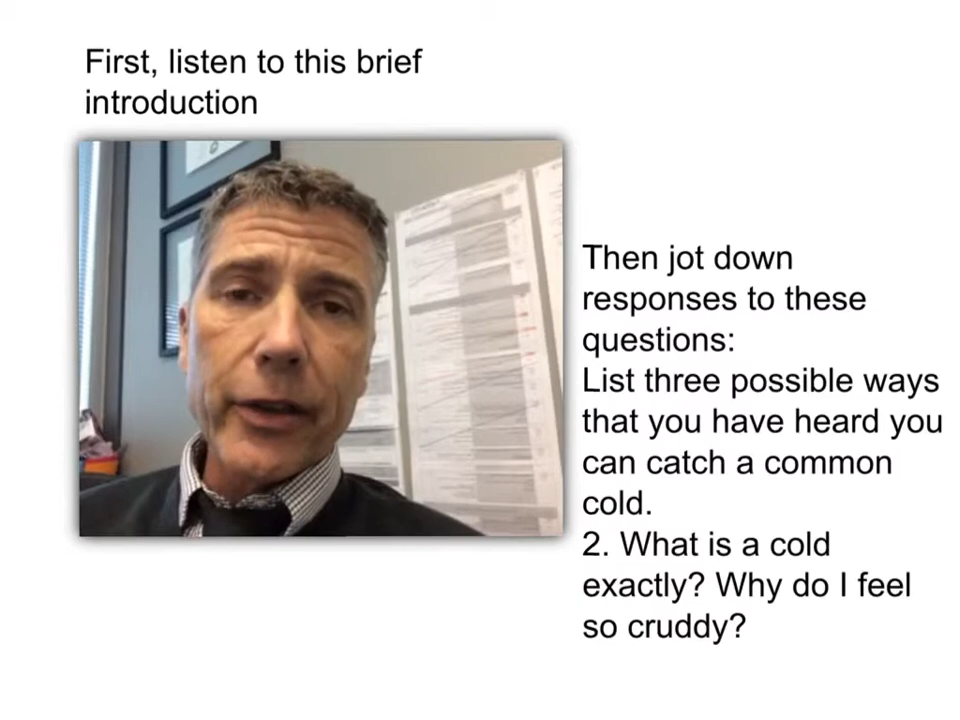 First, listen to this brief
introduction
Then jot down
responses to these
questions:
List three possible ways
that you have heard you
can catch a common
cold.
2. What is a cold
exactly? Why do I feel
so cruddy?